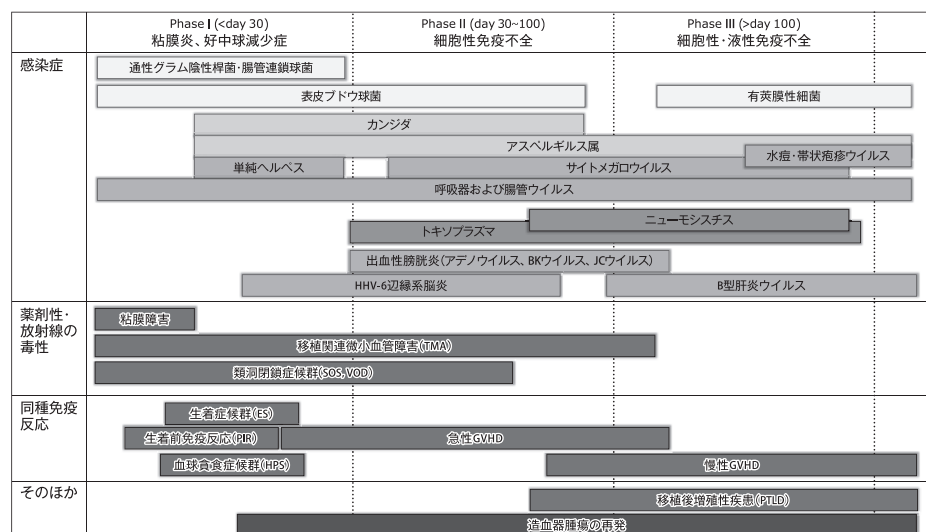 Phase I (<day 30)
粘膜炎、好中球減少症
Phase II (day 30~100)
細胞性免疫不全
Phase III (>day 100)
細胞性・液性免疫不全
感染症
通性グラム陰性桿菌・腸管連鎖球菌
表皮ブドウ球菌
有莢膜性細菌
カンジダ
アスペルギルス属
水痘・帯状疱疹ウイルス
単純ヘルペス
サイトメガロウイルス
呼吸器および腸管ウイルス
ニューモシスチス
トキソプラズマ
出血性膀胱炎(アデノウイルス、BKウイルス、JCウイルス)
HHV-6辺縁系脳炎
B型肝炎ウイルス
薬剤性・
放射線の
毒性
粘膜障害
移植関連微小血管障害(TMA)
類洞閉鎖症候群(SOS, VOD)
同種免疫
反応
生着症候群(ES)
生着前免疫反応(PIR)
急性GVHD
血球貪食症候群(HPS)
慢性GVHD
そのほか
移植後増殖性疾患(PTLD)
造血器腫瘍の再発